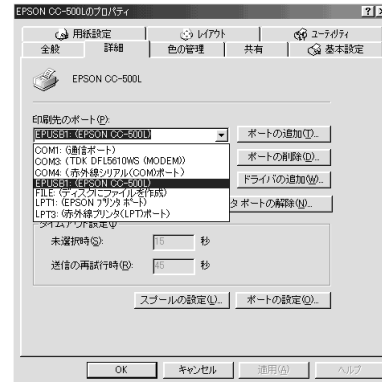 EPSON CC-500Lのプロパティ
用紙設定 レイアウト ユーティリティ
全般 詳細 色の管理 共有 基本設定
EPSON CC-500L
印刷先のポート(P):
EPUSB1: (EPSON CC-500L) ポートの追加(T)...
COM1: (通信ポート)
COM3: (TDK DFL5610WS (MODEM)) ポートの削除(D)...
COM4: (赤外線シリアル(COM)ポート)
EPUSB1: (EPSON CC-500L) ドライバの追加(W)...
FILE: (ディスクにファイルを作成)
LPT1: (EPSON プリンタ ポート)
LPT3: (赤外線プリンタ(LPT)ポート) タ ポートの解除(N)...
タイムアウト設定
未選択時(S): 15 秒
送信の再試行時(R): 45 秒
スプールの設定(L)... ポートの設定(O)...
OK キャンセル 適用(A) ヘルプ